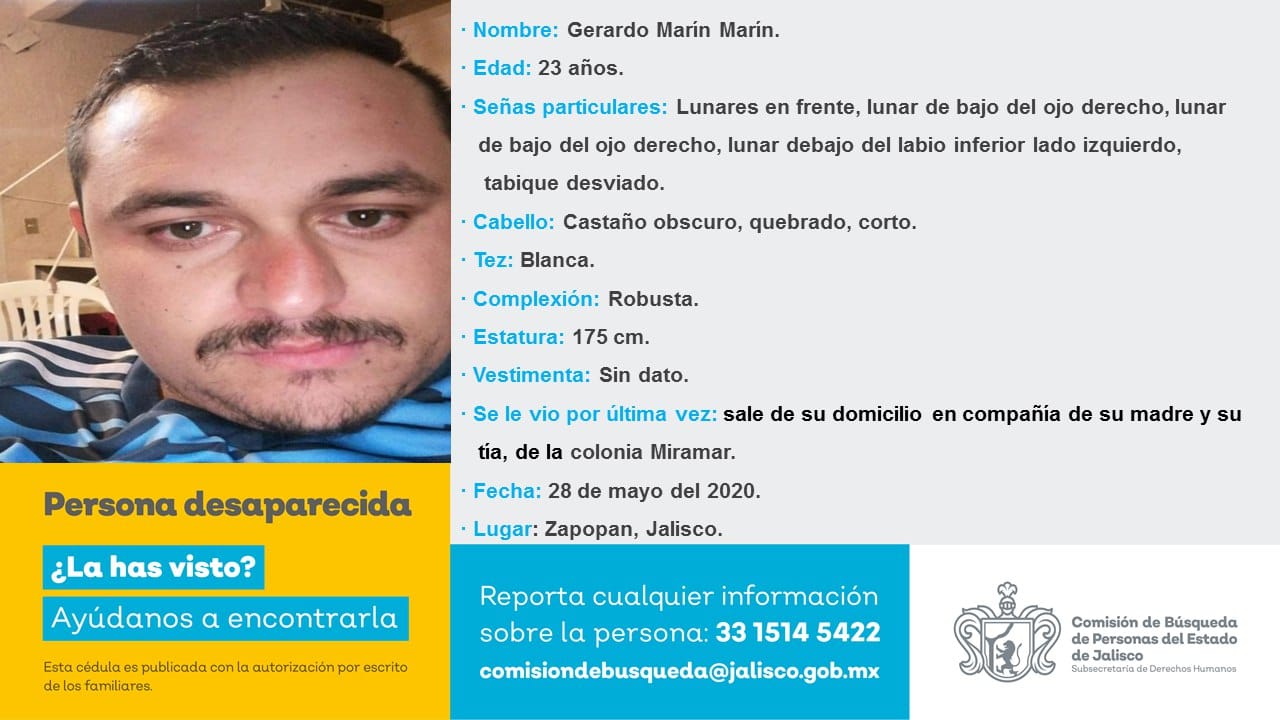 · Nombre: Gerardo Marín Marín.
· Edad: 23 años.
· Señas particulares: Lunares en frente, lunar de bajo del ojo derecho, lunar
de bajo del ojo derecho, lunar debajo del labio inferior lado izquierdo,
tabique desviado.
· Cabello: Castaño obscuro, quebrado, corto.
· Tez: Blanca.
· Complexión: Robusta.
· Estatura: 175 cm.
· Vestimenta: Sin dato.
· Se le vio por última vez: sale de su domicilio en compañía de su madre y su
tía, de la colonia Miramar.
· Fecha: 28 de mayo del 2020.
· Lugar: Zapopan, Jalisco.
Persona desaparecida
¿La has visto?
Ayúdanos a encontrarla
Esta cédula es publicada con la autorización por escrito
de los familiares.
Reporta cualquier información
sobre la persona: 33 1514 5422
comisiondebusqueda@jalisco.gob.mx
Comisión de Búsqueda
de Personas del Estado
de Jalisco
Subsecretaría de Derechos Humanos